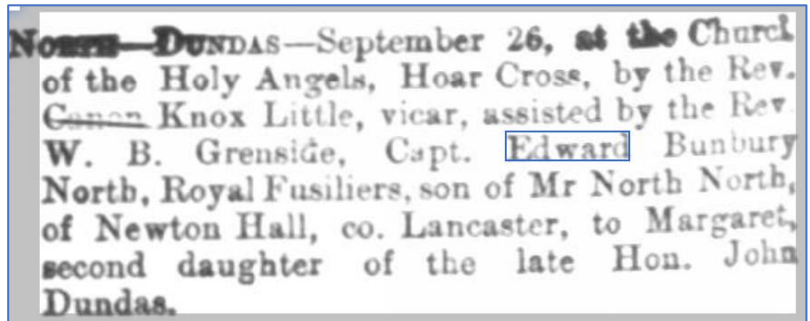 NORTH—DUNDAS—September 26, at the Church
of the Holy Angels, Hoar Cross, by the Rev.
Canon Knox Little, vicar, assisted by the Rev
W. B. Grenside, Capt. Edward Bunbury
North, Royal Fusiliers, son of Mr North North,
of Newton Hall, co. Lancaster, to Margaret,
second daughter of the late Hon. John
Dundas.